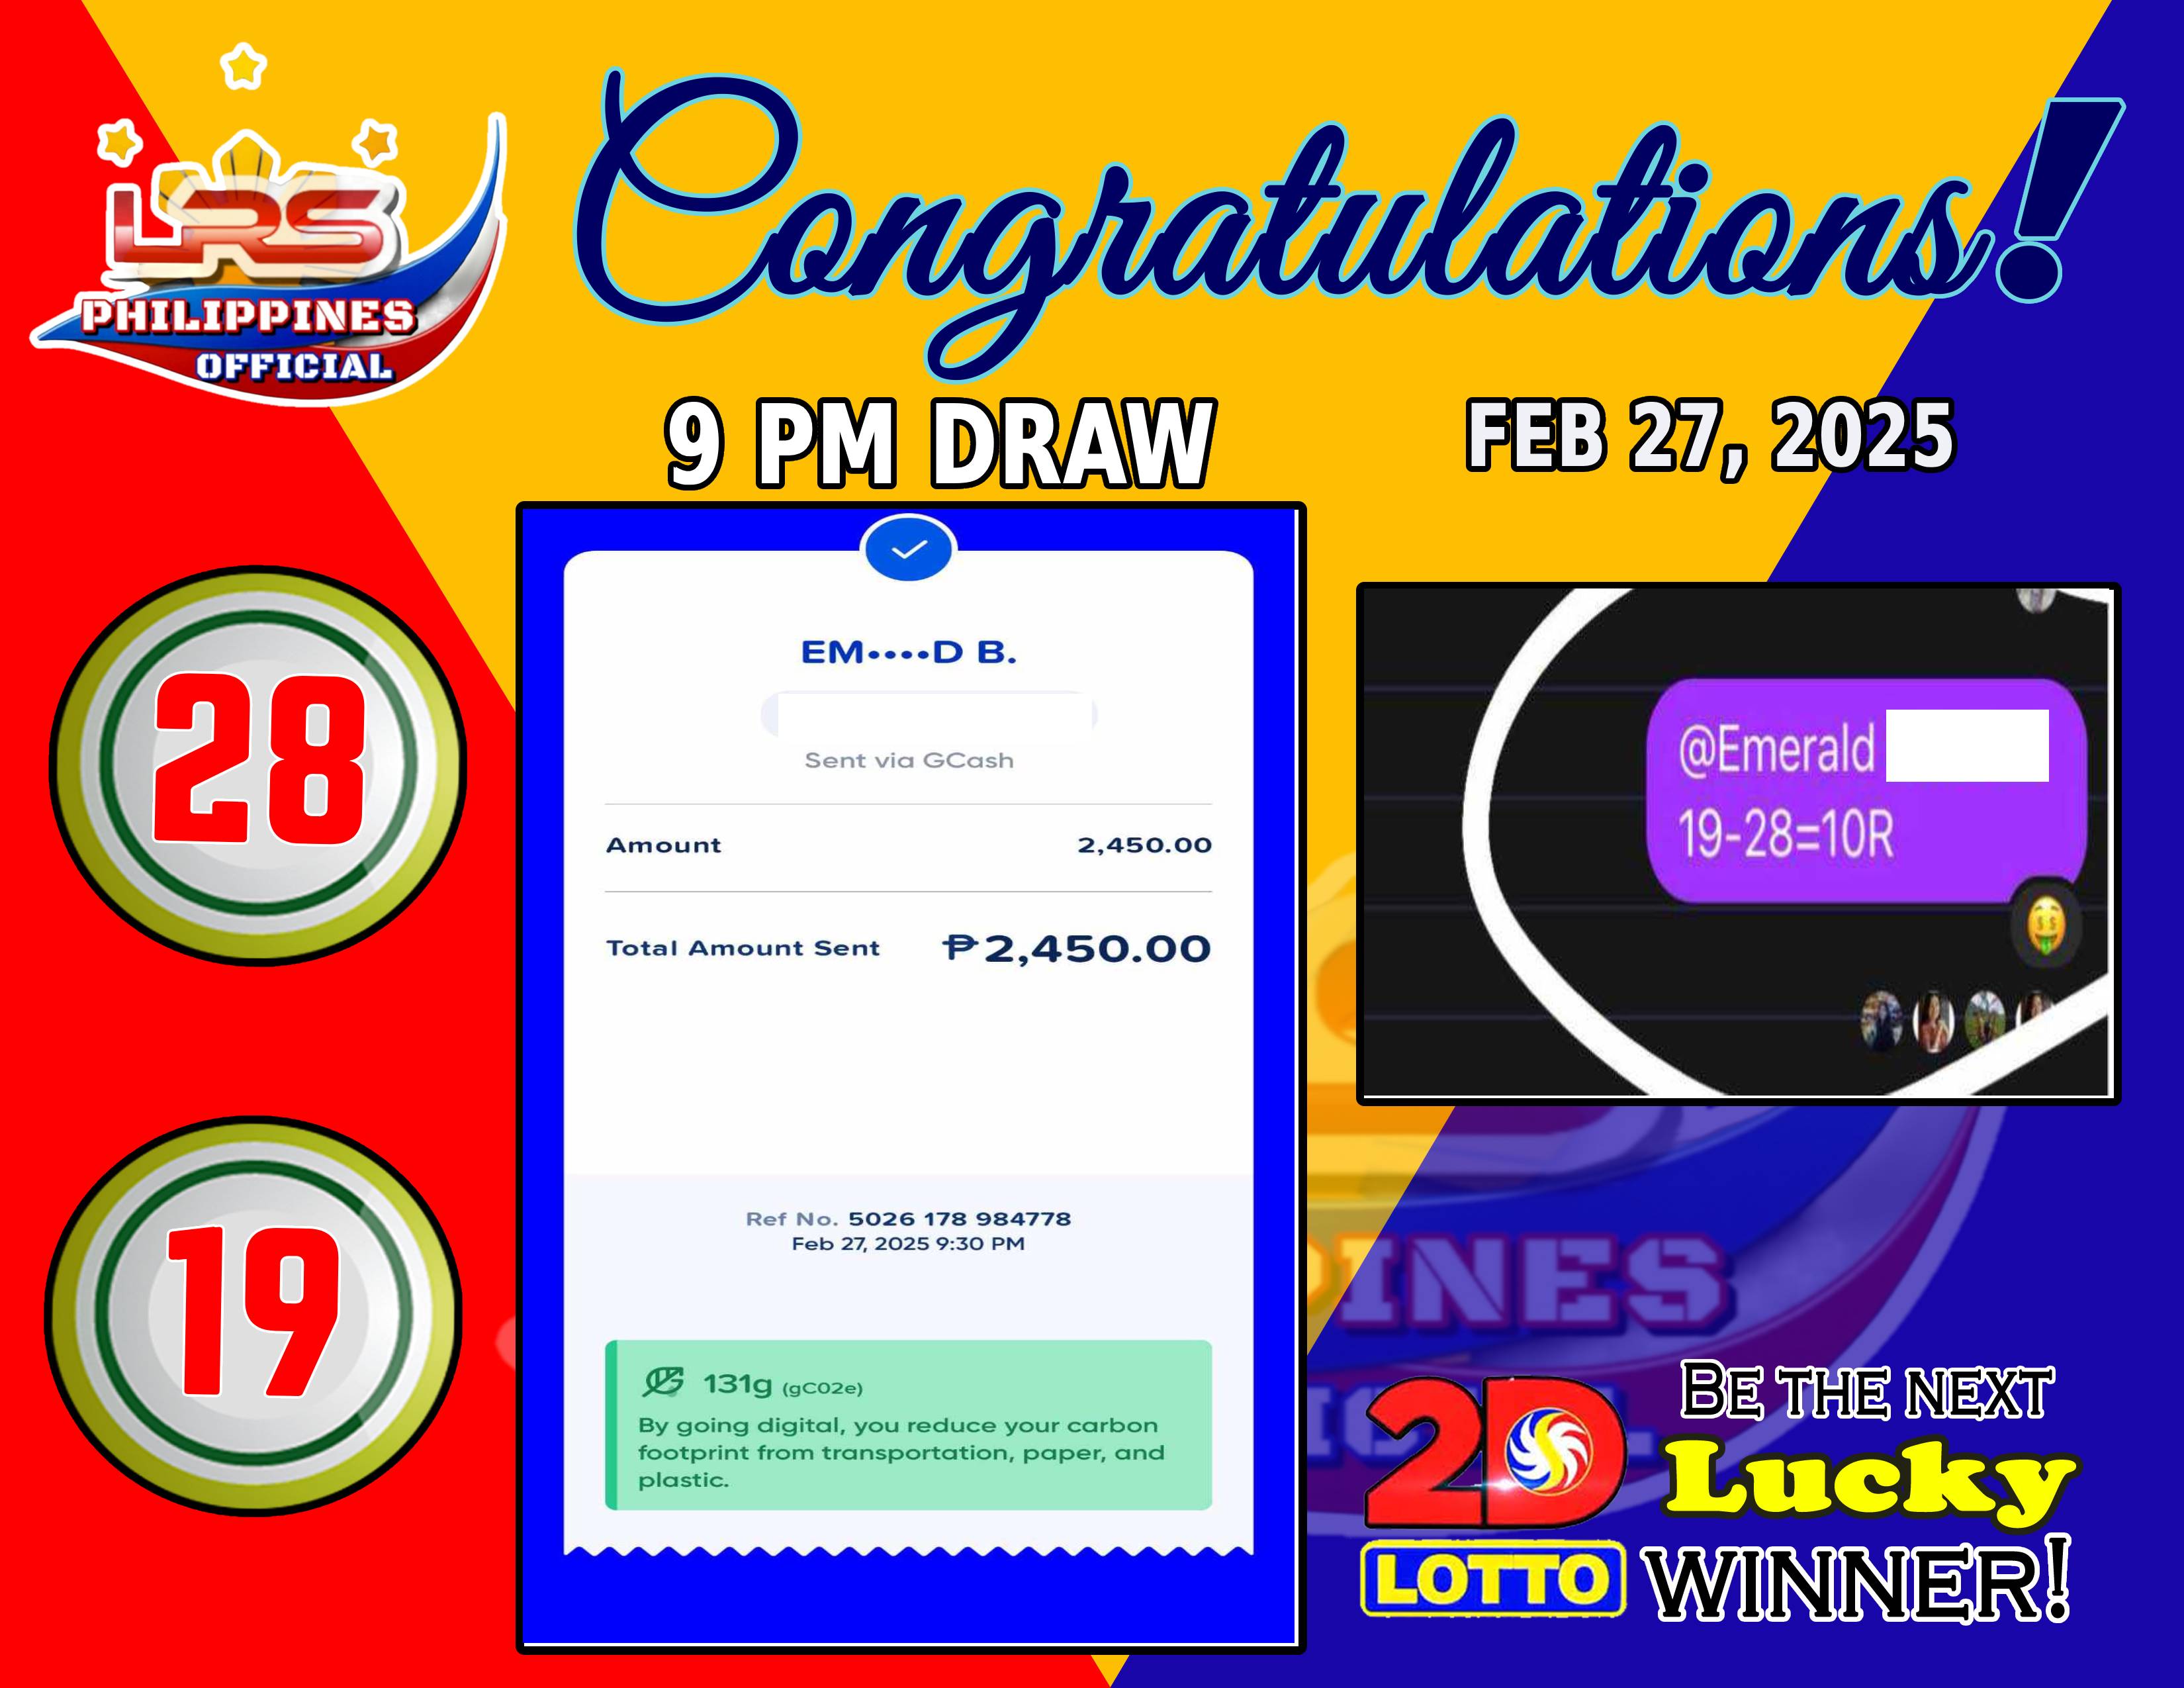 LRS
PHILIPPINES
OFFICIAL
Congratulations!
9 PM DRAW
FEB 27, 2025
28
19
EM••••D B.
Sent via GCash
Amount 2,450.00
Total Amount Sent ₱2,450.00
Ref No. 5026 178 984778
Feb 27, 2025 9:30 PM
131g (gCO2e)
By going digital, you reduce your carbon
footprint from transportation, paper, and
plastic.
@Emerald
19-28=10R
PINES
2D
LOTTO
BE THE NEXT
Lucky
WINNER!